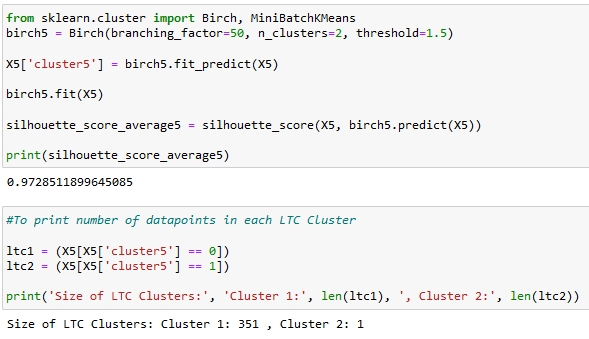 from sklearn.cluster import Birch, MiniBatchKMeans
birch5 = Birch(branching_factor=50, n_clusters=2, threshold=1.5)
X5['cluster5'] = birch5.fit_predict(X5)
birch5.fit(X5)
silhouette_score_average5 = silhouette_score(X5, birch5.predict(X5))
print(silhouette_score_average5)
0.9728511899645085
#To print number of datapoints in each LTC Cluster
ltc1 = (X5[X5['cluster5'] == 0])
ltc2 = (X5[X5['cluster5'] == 1])
print('Size of LTC Clusters:', 'Cluster 1:', len(ltc1), ', Cluster 2:', len(ltc2))
Size of LTC Clusters: Cluster 1: 351 , Cluster 2: 1